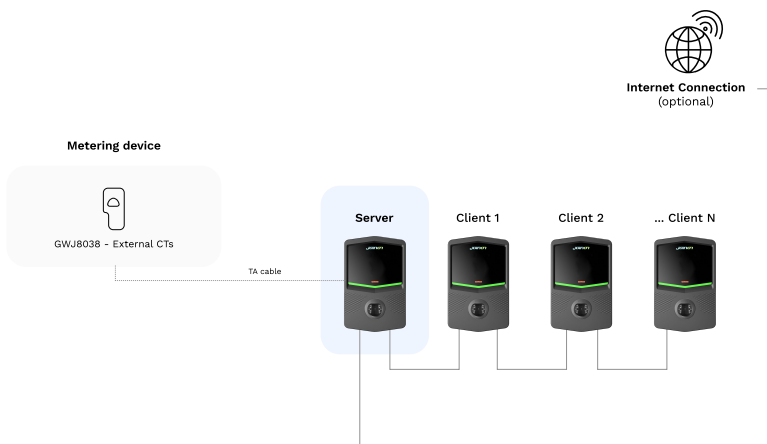 Internet Connection
(optional)
Metering device
GWJ8038 - External CTs
TA cable
Server
Client 1
Client 2
... Client N